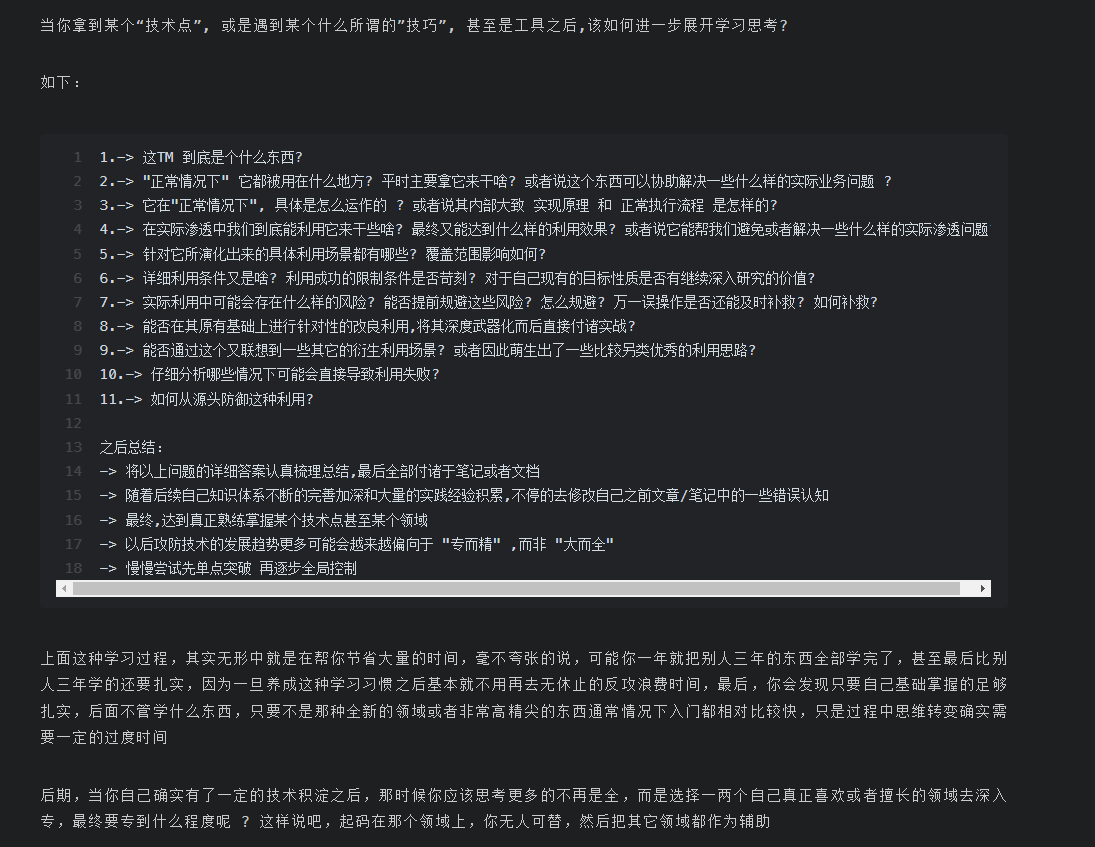 当你拿到某个“技术点”, 或是遇到某个什么所谓的”技巧”, 甚至是工具之后,该如何进一步展开学习思考?
如下:
1 1.—> 这TM 到底是个什么东西?
2 2.—> "正常情况下" 它都被用在什么地方? 平时主要拿它来干啥? 或者说这个东西可以协助解决一些什么样的实际业务问题 ?
3 3.—> 它在"正常情况下", 具体是怎么运作的 ? 或者说其内部大致 实现原理 和 正常执行流程 是怎样的?
4 4.—> 在实际渗透中我们到底能利用它来干些啥? 最终又能达到什么样的利用效果? 或者说它能帮我们避免或者解决一些什么样的实际渗透问题
5 5.—> 针对它所演化出来的具体利用场景都有哪些? 覆盖范围影响如何?
6 6.—> 详细利用条件又是啥? 利用成功的限制条件是否苛刻? 对于自己现有的目标性质是否有继续深入研究的价值?
7 7.—> 实际利用中可能会存在什么样的风险? 能否提前规避这些风险? 怎么规避? 万一误操作是否还能及时补救? 如何补救?
8 8.—> 能否在其原有基础上进行针对性的改良利用,将其深度武器化而后直接付诸实战?
9 9.—> 能否通过这个又联想到一些其它的衍生利用场景? 或者因此萌生出了一些比较另类优秀的利用思路?
10 10.—> 仔细分析哪些情况下可能会直接导致利用失败?
11 11.—> 如何从源头防御这种利用?
12
13 之后总结:
14 —> 将以上问题的详细答案认真梳理总结,最后全部付诸于笔记或者文档
15 —> 随着后续自己知识体系不断的完善加深和大量的实践经验积累,不停的去修改自己之前文章/笔记中的一些错误认知
16 —> 最终,达到真正熟练掌握某个技术点甚至某个领域
17 —> 以后攻防技术的发展趋势更多可能会越来越偏向于 "专而精" ,而非 "大而全"
18 —> 慢慢尝试先单点突破 再逐步全局控制
上面这种学习过程，其实无形中就是在帮你节省大量的时间，毫不夸张的说，可能你一年就把别人三年的东西全部学完了，甚至最后比别
人三年学的还要扎实，因为一旦养成这种学习习惯之后基本就不用再去无休止的反攻浪费时间，最后，你会发现只要自己基础掌握的足够
扎实，后面不管学什么东西，只要不是那种全新的领域或者非常高精尖的东西通常情况下入门都相对比较快，只是过程中思维转变确实需
要一定的过度时间
后期，当你自己确实有了一定的技术积淀之后，那时候你应该思考更多的不再是全，而是选择一两个自己真正喜欢或者擅长的领域去深入
专，最终要专到什么程度呢 ? 这样说吧，起码在那个领域上，你无人可替，然后把其它领域都作为辅助